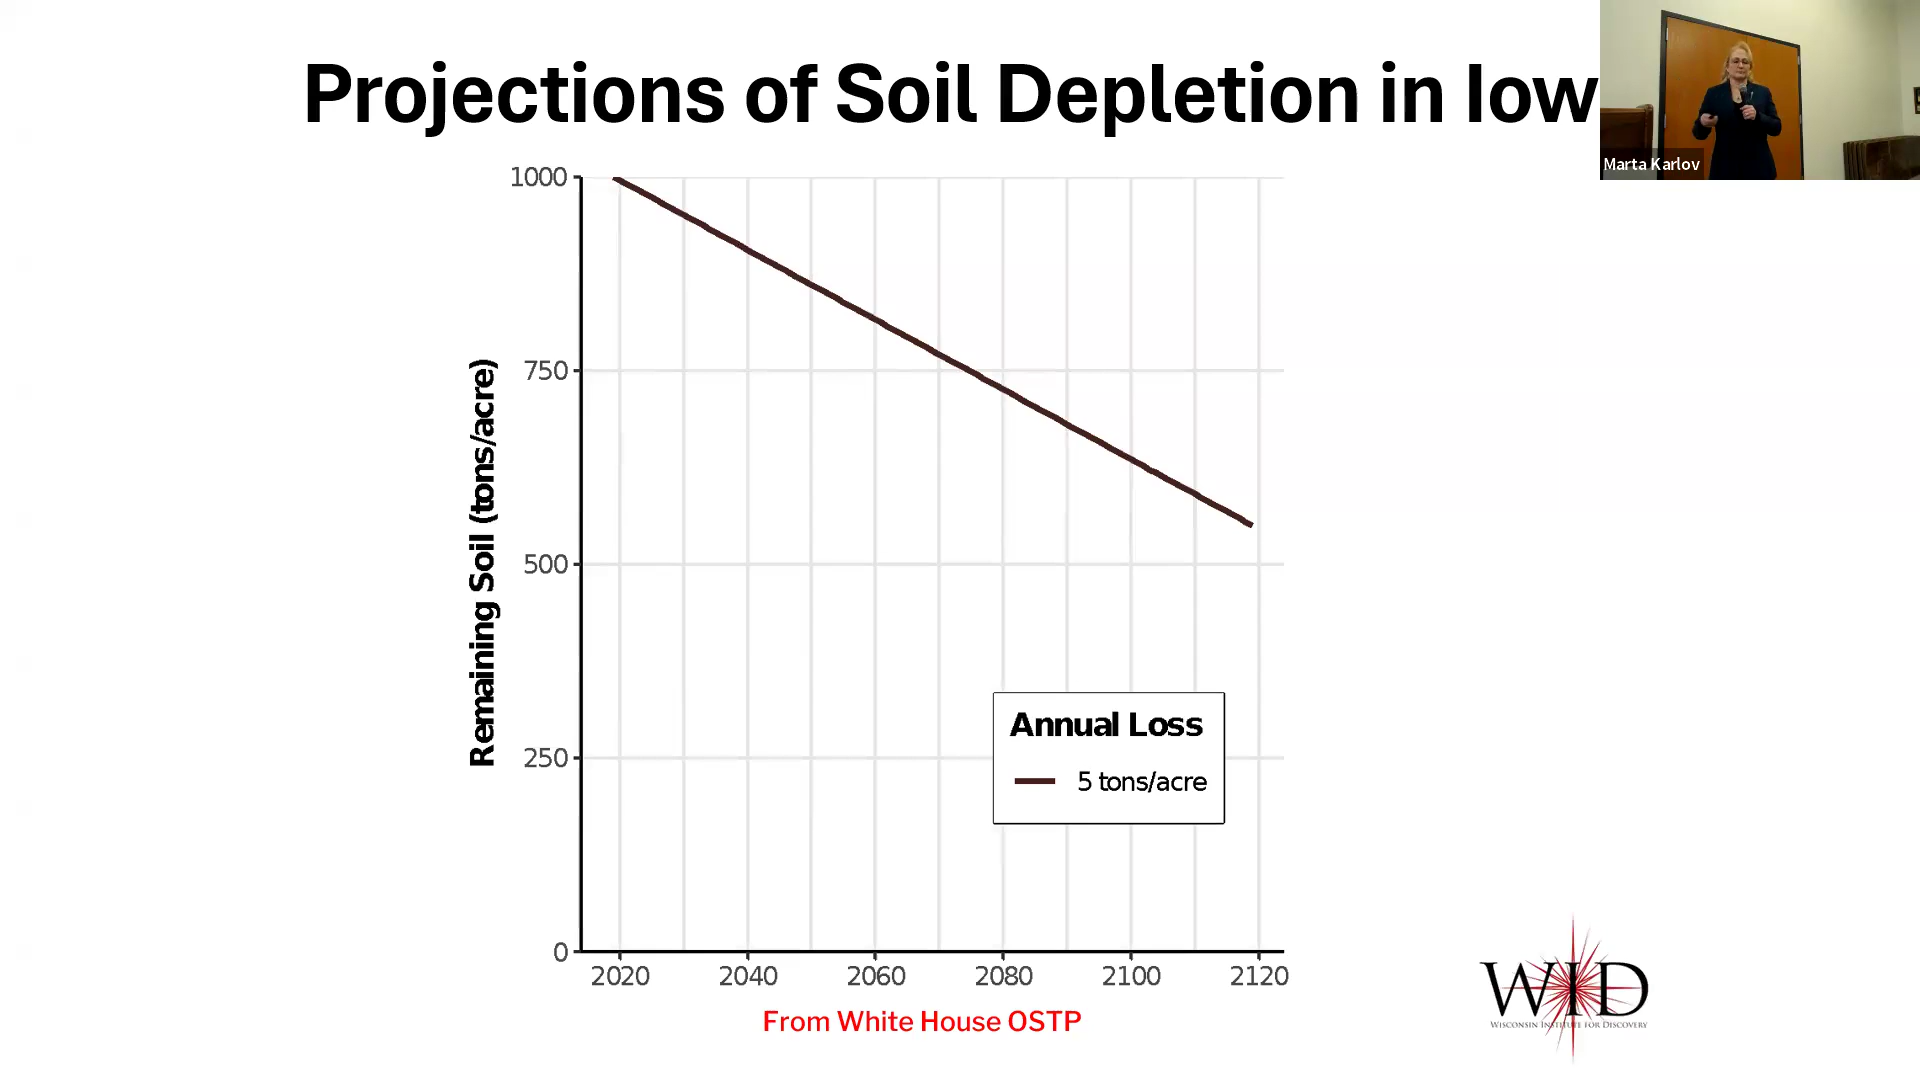 Projections of Soil Depletion in Iow
Marta Karlov
1000
750
500
250
0
Remaining Soil (tons/acre)
Annual Loss
5 tons/acre
2020 2040 2060 2080 2100 2120
From White House OSTP
WID
WISCONSIN INSTITUTE FOR DISCOVERY